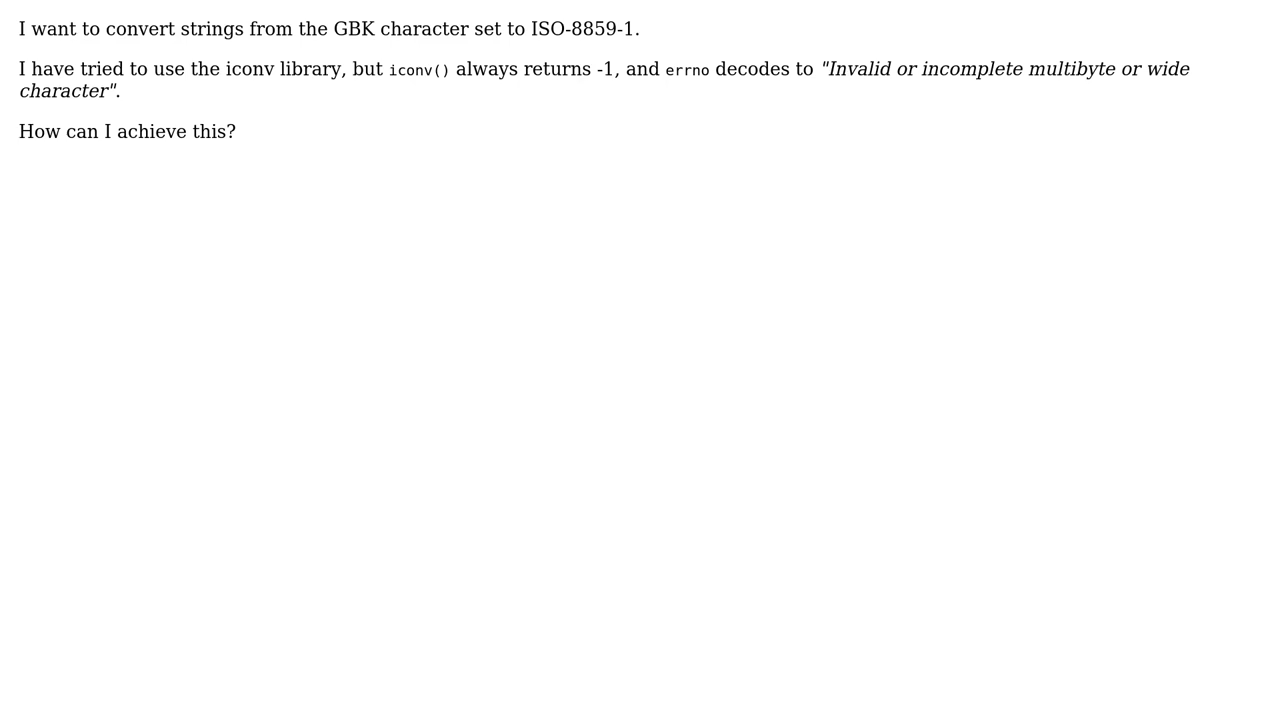 I want to convert strings from the GBK character set to ISO-8859-1.
I have tried to use the iconv library, but iconv() always returns -1, and errno decodes to "Invalid or incomplete multibyte or wide
character".
How can I achieve this?